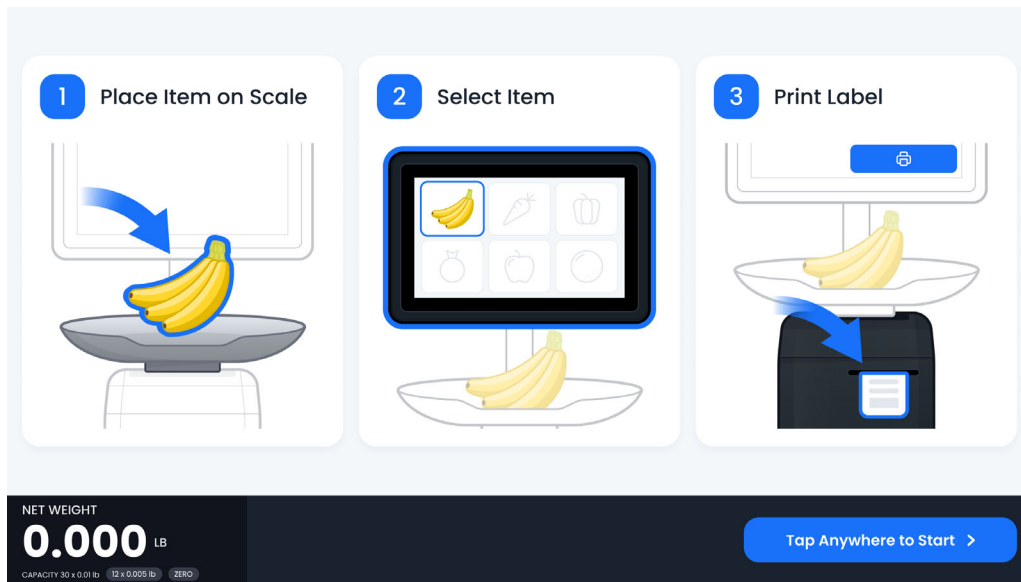 1 Place Item on Scale
2 Select Item
3 Print Label
NET WEIGHT
0.000 LB
CAPACITY 30 x 0.01 lb 12 x 0.005 lb ZERO
Tap Anywhere to Start >